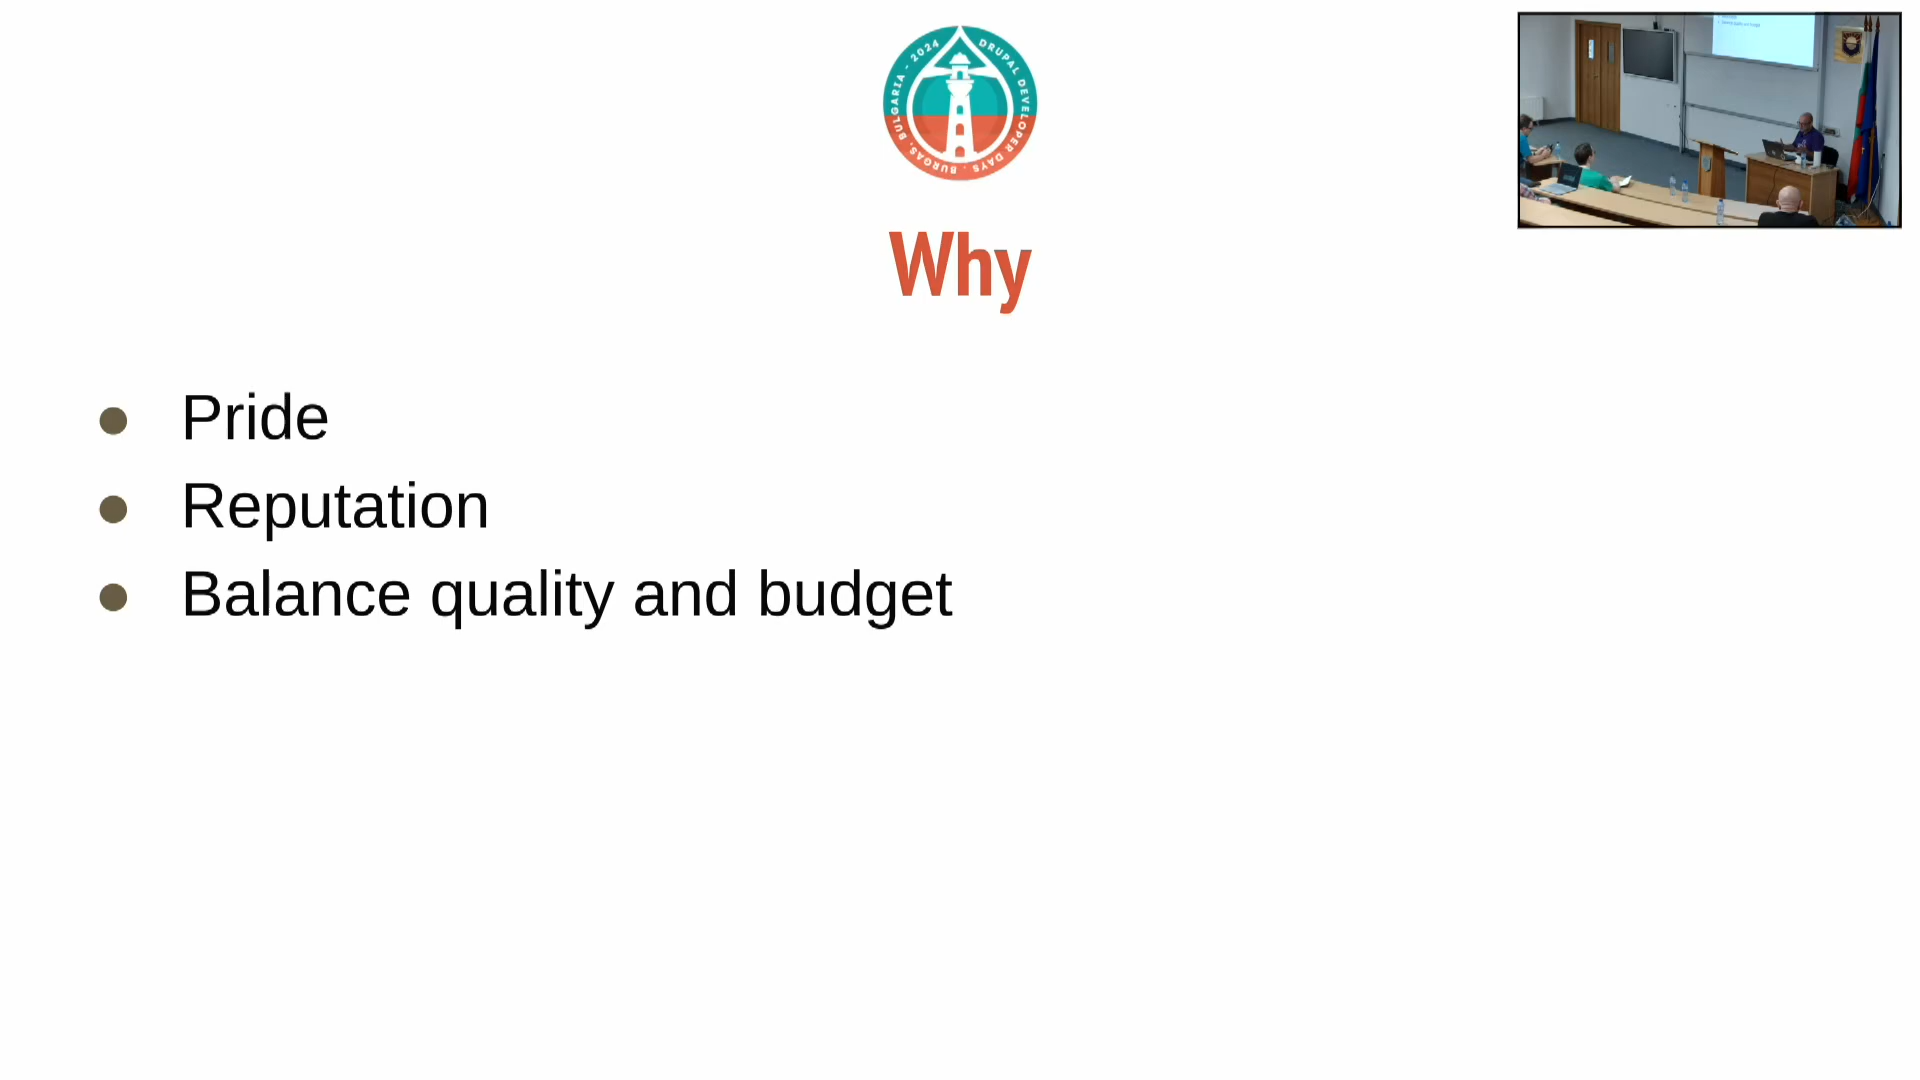 BURGAS, BULGARIA - 2024 DRUPAL DEVELOPER DAYS
Why
Pride
Reputation
Balance quality and budget